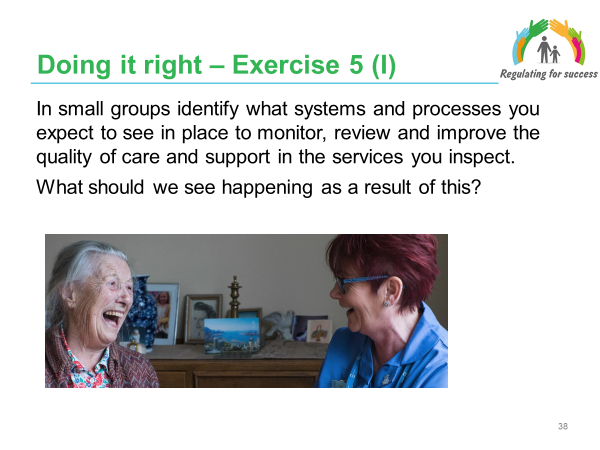 Regulating for success
Doing it right – Exercise 5 (I)
In small groups identify what systems and processes you
expect to see in place to monitor, review and improve the
quality of care and support in the services you inspect.
What should we see happening as a result of this?
38